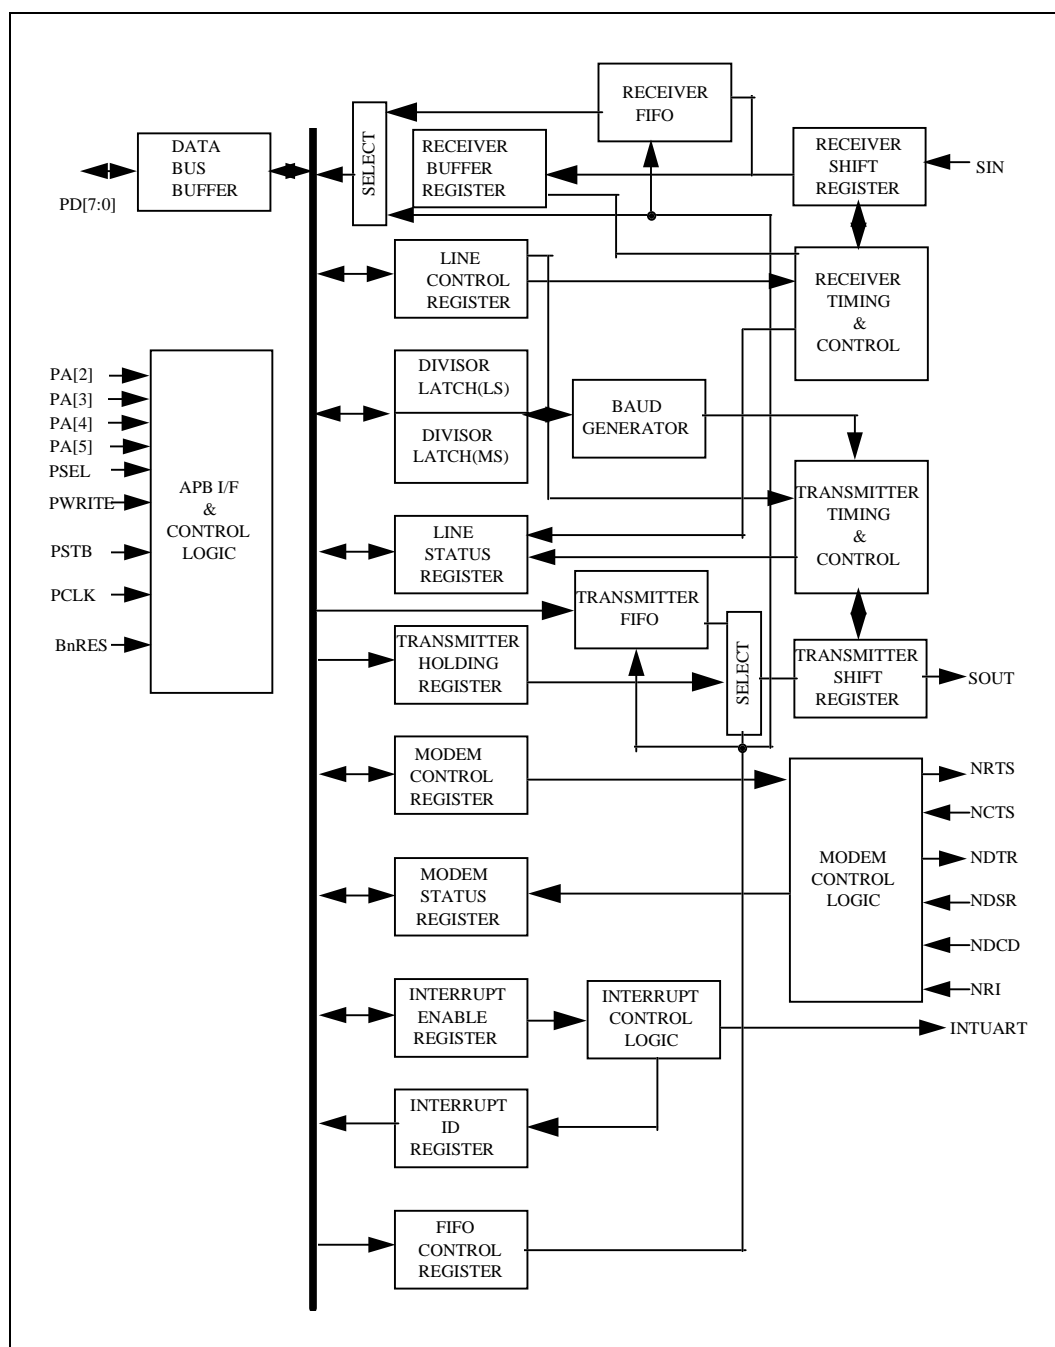 RECEIVER
FIFO
DATA
BUS
BUFFER
PD[7:0]
SELECT
RECEIVER
BUFFER
REGISTER
RECEIVER
SHIFT
REGISTER
SIN
LINE
CONTROL
REGISTER
RECEIVER
TIMING
&
CONTROL
PA[2]
PA[3]
PA[4]
PA[5]
PSEL
PWRITE
PSTB
PCLK
BnRES
APB I/F
&
CONTROL
LOGIC
DIVISOR
LATCH(LS)
DIVISOR
LATCH(MS)
BAUD
GENERATOR
TRANSMITTER
TIMING
&
CONTROL
LINE
STATUS
REGISTER
TRANSMITTER
FIFO
TRANSMITTER
HOLDING
REGISTER
SELECT
TRANSMITTER
SHIFT
REGISTER
SOUT
MODEM
CONTROL
REGISTER
MODEM
CONTROL
LOGIC
NRTS
NCTS
NDTR
NDSR
NDCD
NRI
MODEM
STATUS
REGISTER
INTERRUPT
ENABLE
REGISTER
INTERRUPT
CONTROL
LOGIC
INTUART
INTERRUPT
ID
REGISTER
FIFO
CONTROL
REGISTER